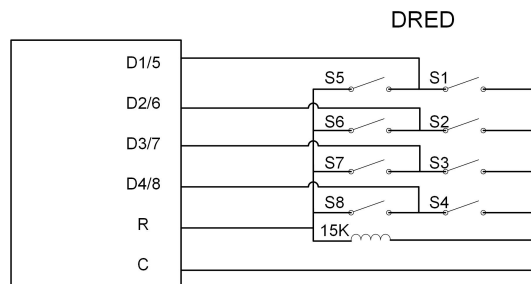 DRED
D1/5
S5 S1
D2/6
S6 S2
D3/7
S7 S3
D4/8
S8 S4
R
15K
C